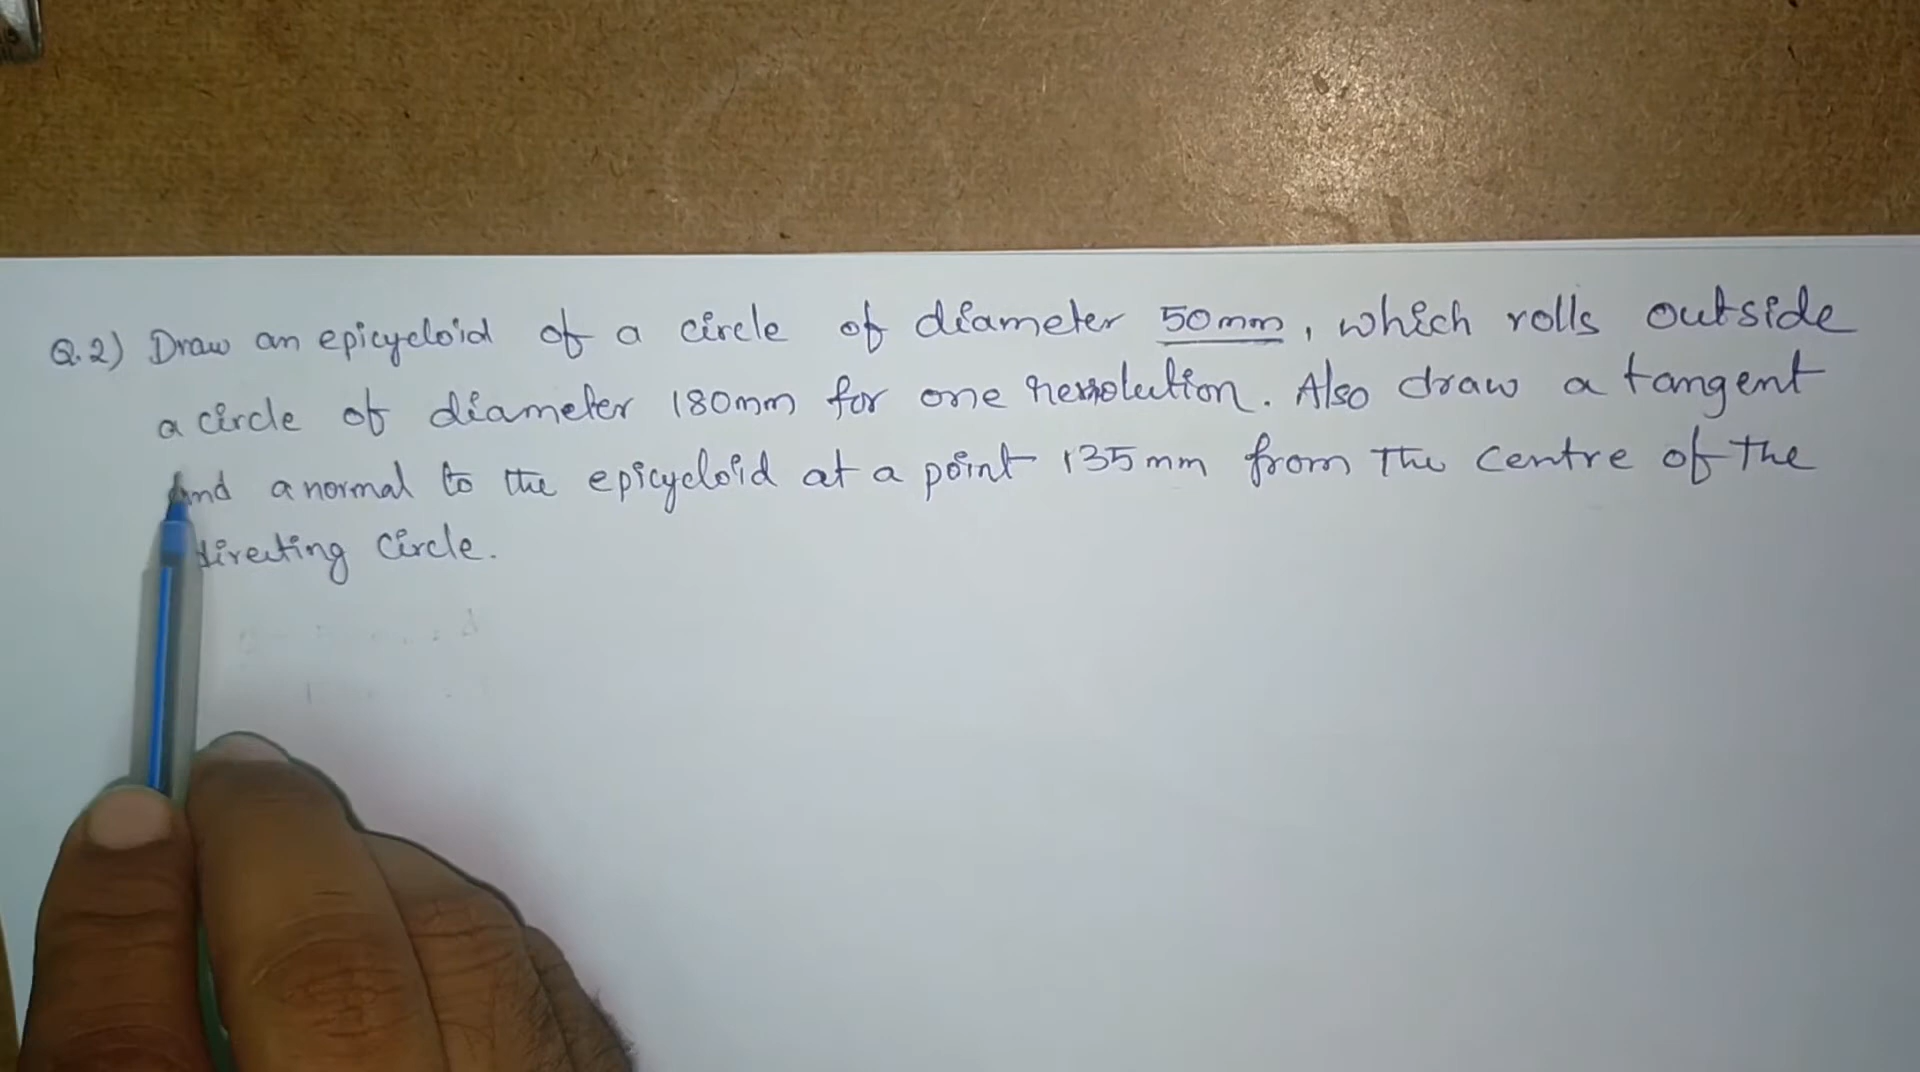 Q.2) Draw an epicycloid of a circle of diameter 50mm, which rolls outside
a circle of diameter 180mm for one revolution. Also draw a tangent
and a normal to the epicycloid at a point 135mm from the centre of the
directing circle.